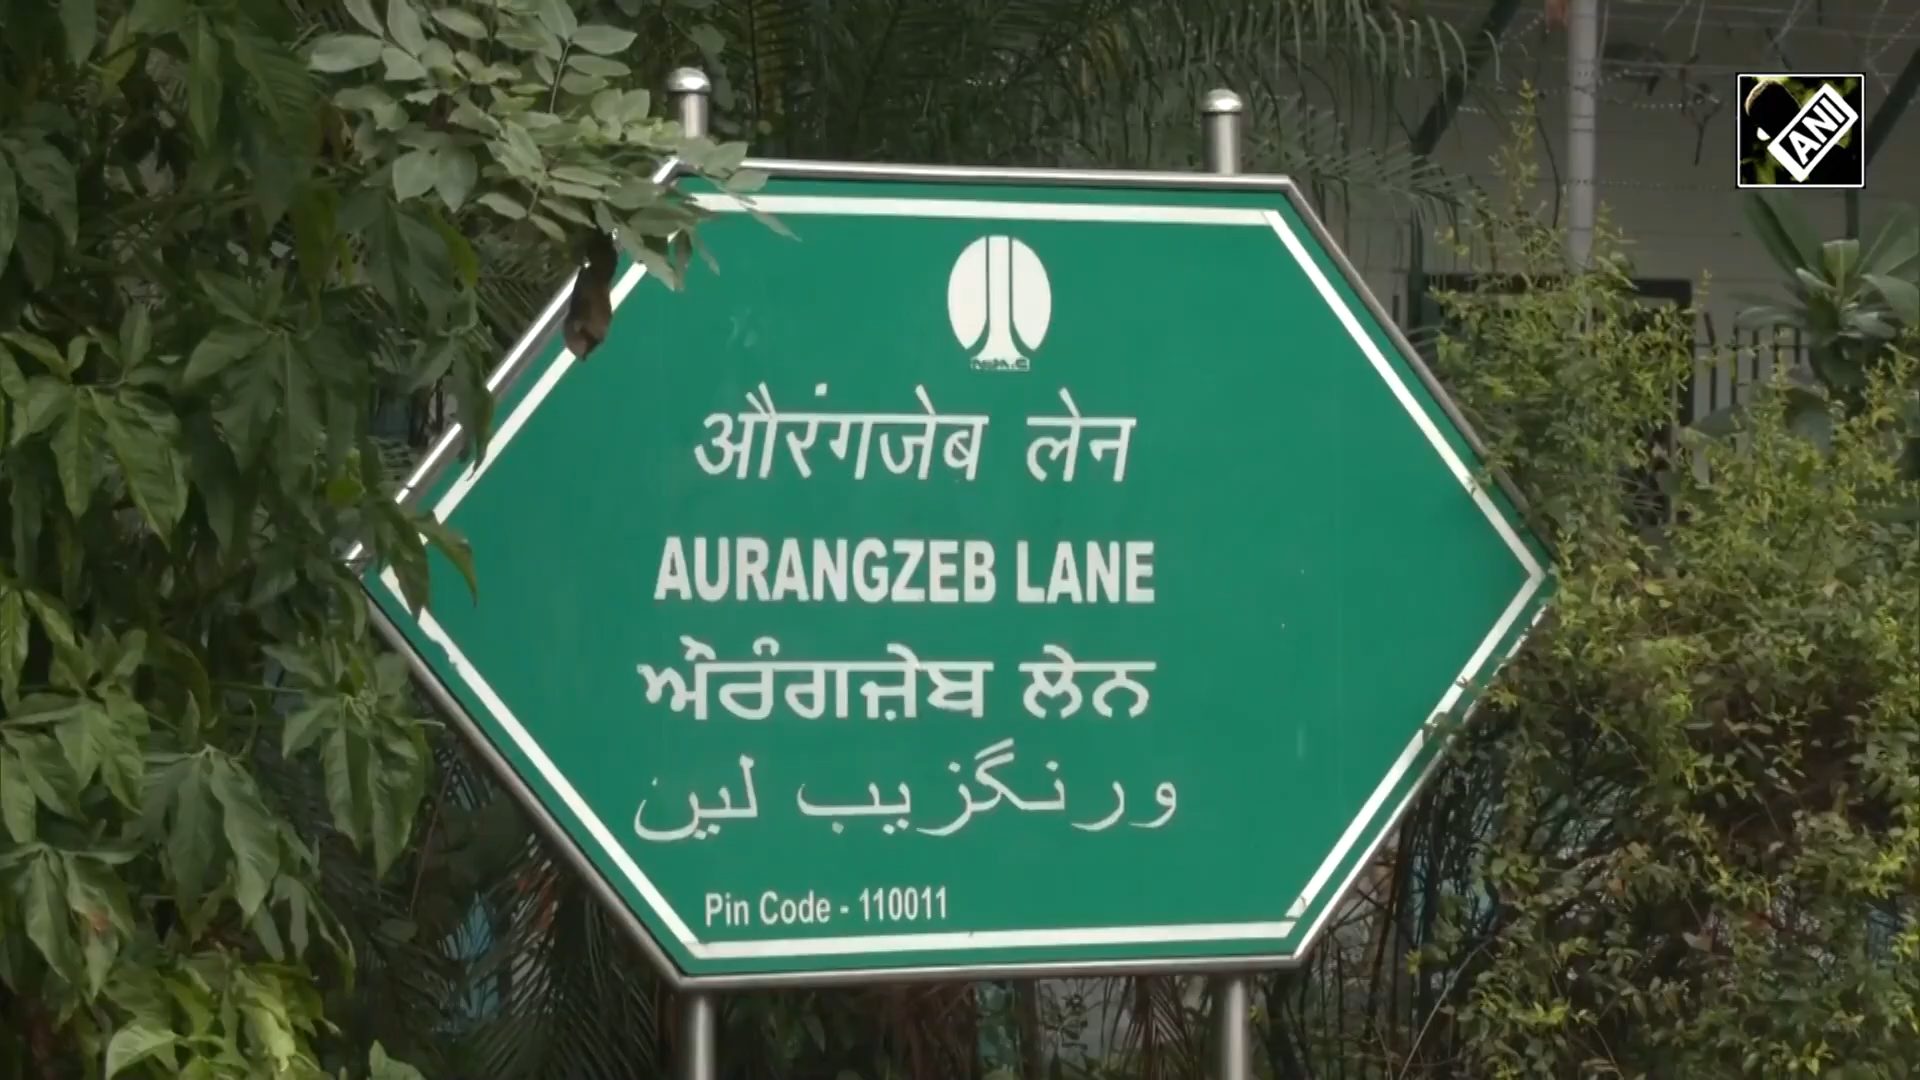 ANI
N.D.M.C
औरंगजेब लेन
AURANGZEB LANE
ਔਰੰਗਜ਼ੇਬ ਲੇਨ
ورنگزیب لین
Pin Code - 110011